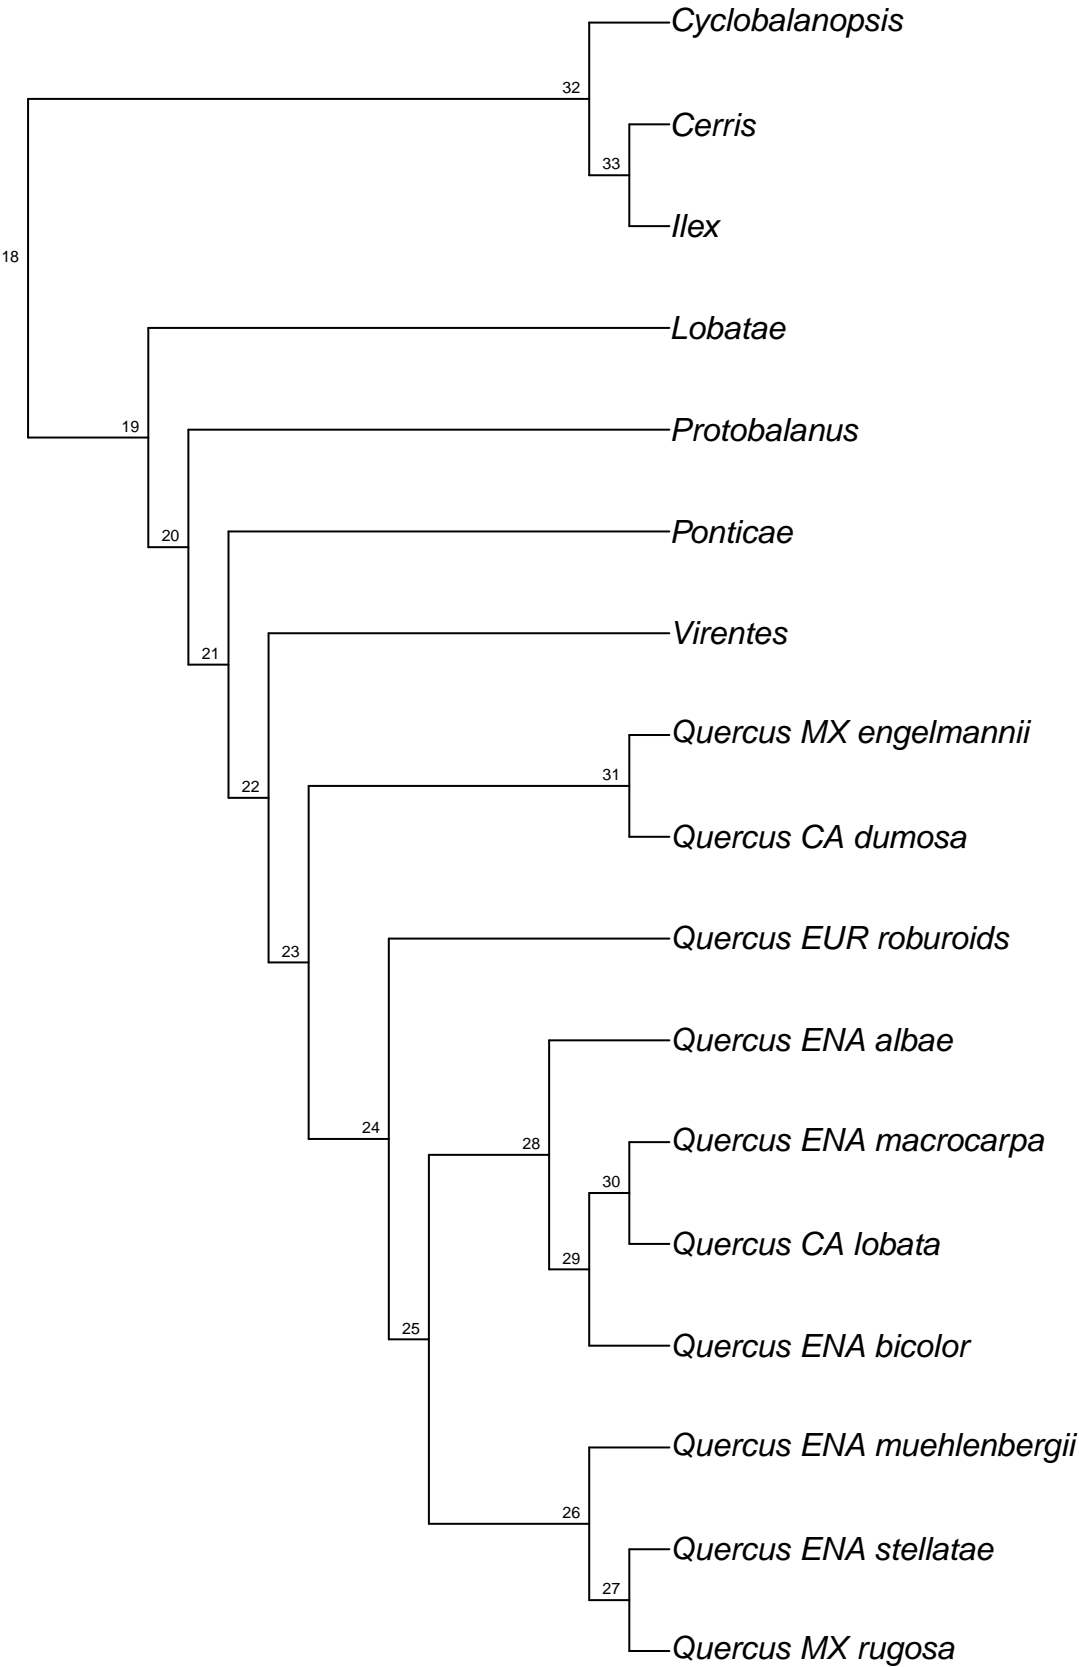 Cyclobalanopsis
32
Cerris
33
Ilex
18
Lobatae
19
Protobalanus
20
Ponticae
21
Virentes
Quercus MX engelmannii
31
22
Quercus CA dumosa
Quercus EUR roburoids
23
Quercus ENA albae
24
28
Quercus ENA macrocarpa
30
Quercus CA lobata
29
25
Quercus ENA bicolor
Quercus ENA muehlenbergii
26
Quercus ENA stellatae
27
Quercus MX rugosa